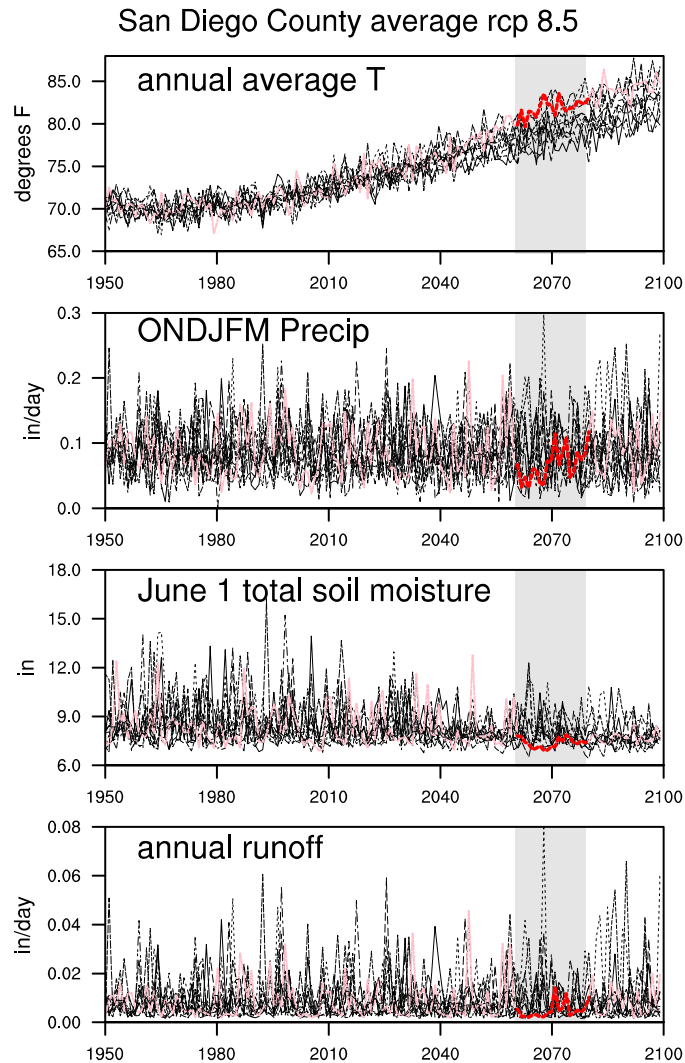 San Diego County average rcp 8.5
annual average T
degrees F
85.0
80.0
75.0
70.0
65.0
1950 1980 2010 2040 2070 2100
ONDJFM Precip
in/day
0.3
0.2
0.1
0.0
1950 1980 2010 2040 2070 2100
June 1 total soil moisture
in
18.0
15.0
12.0
9.0
6.0
1950 1980 2010 2040 2070 2100
annual runoff
in/day
0.08
0.06
0.04
0.02
0.00
1950 1980 2010 2040 2070 2100